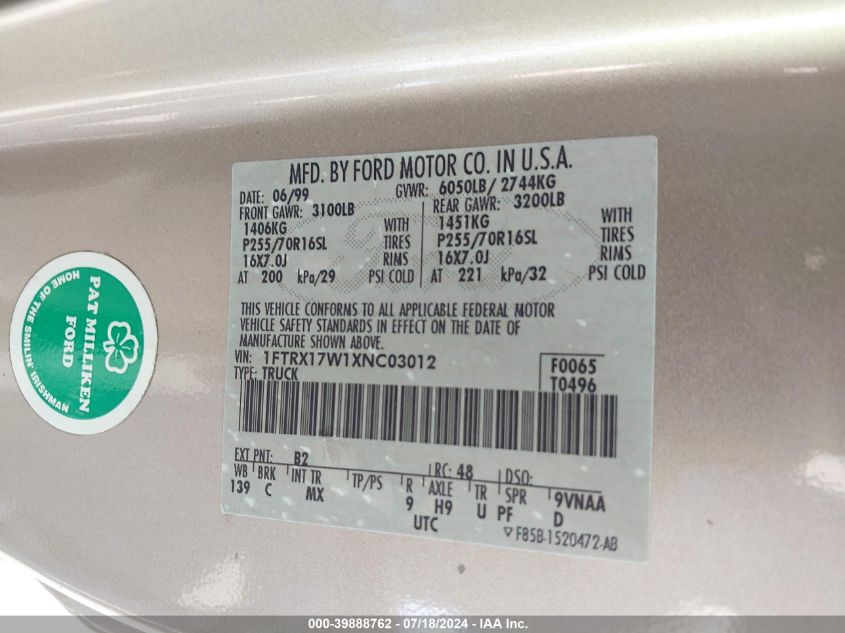 MFD. BY FORD MOTOR CO. IN U.S.A.
DATE: 06/99 GVWR: 6050LB/ 2744KG
FRONT GAWR: 3100LB REAR GAWR: 3200LB
1406KG WITH 1451KG WITH
P255/70R16SL TIRES P255/70R16SL TIRES
16X7.0J RIMS 16X7.0J RIMS
AT 200 kPa/29 PSI COLD AT 221 kPa/32 PSI COLD
THIS VEHICLE CONFORMS TO ALL APPLICABLE FEDERAL MOTOR
VEHICLE SAFETY STANDARDS IN EFFECT ON THE DATE OF
MANUFACTURE SHOWN ABOVE.
VIN: 1FTRX17W1XNC03012 F0065
TYPE: TRUCK T0496
EXT PNT: B2 RC: 48 DSO:
WB BRK INT TR TP/PS R AXLE TR SPR 9VNAA
139 C MX 9 H9 U PF D
UTC
▽F85B-1520472-AB
HOME OF THE SMILIN' IRISHMAN
PAT MILLIKEN
FORD
000-39888762 - 07/18/2024 - IAA Inc.